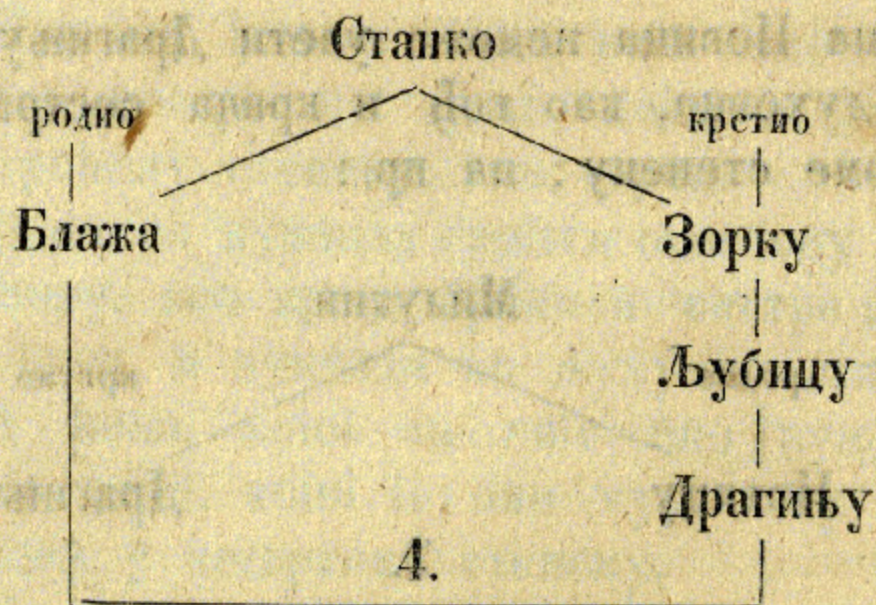 Станко
родио крстио
Блажа Зорку
Љубицу
Драгињу
4.